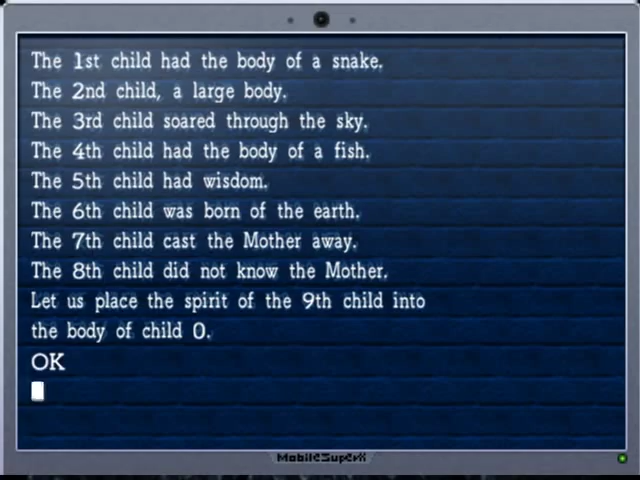 The 1st child had the body of a snake.
The 2nd child, a large body.
The 3rd child soared through the sky.
The 4th child had the body of a fish.
The 5th child had wisdom.
The 6th child was born of the earth.
The 7th child cast the Mother away.
The 8th child did not know the Mother.
Let us place the spirit of the 9th child into
the body of child 0.
OK
MobileSuperX